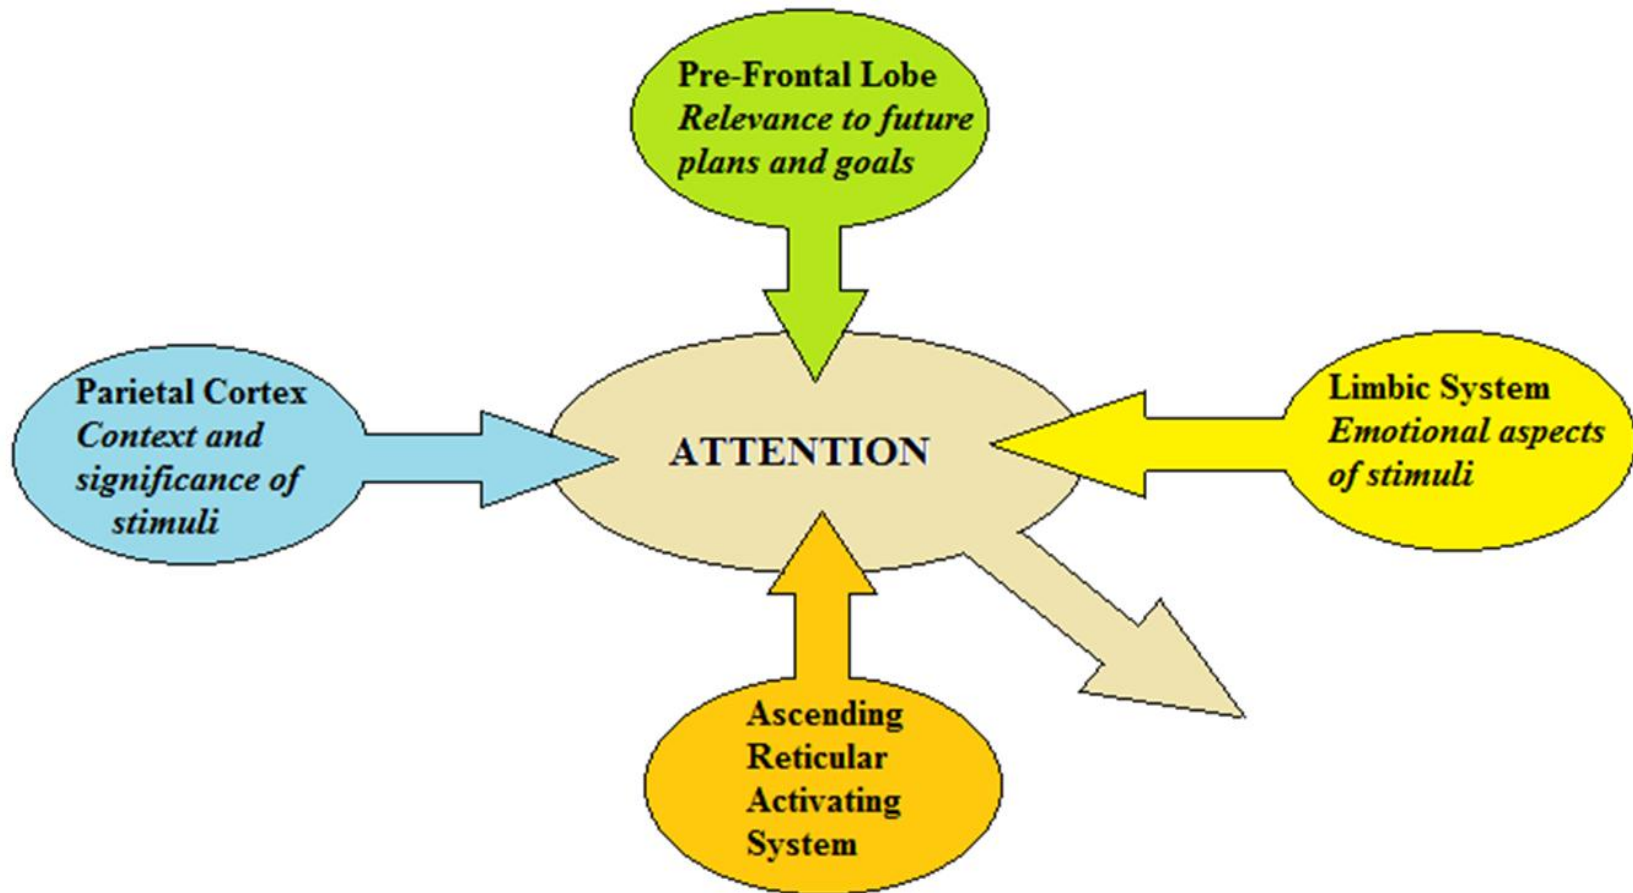 Pre-Frontal Lobe
Relevance to future
plans and goals
Parietal Cortex
Context and
significance of
stimuli
ATTENTION
Limbic System
Emotional aspects
of stimuli
Ascending
Reticular
Activating
System